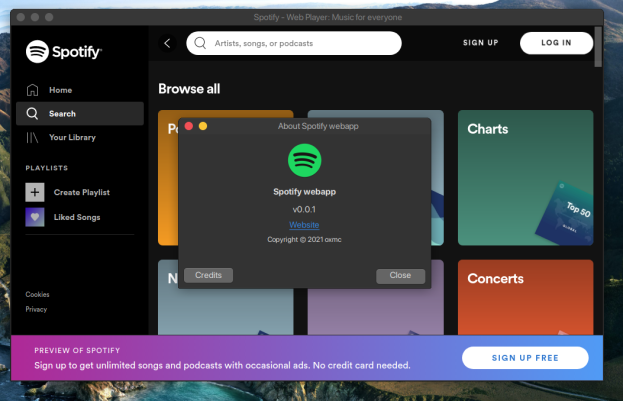 Spotify - Web Player: Music for everyone
Spotify
Artists, songs, or podcasts
SIGN UP
LOG IN
Home
Search
Your Library
PLAYLISTS
Create Playlist
Liked Songs
Cookies
Privacy
Browse all
Charts
Top 50
GLOBAL
Concerts
About Spotify webapp
Spotify webapp
v0.0.1
Website
Copyright © 2021 oxmc
Credits
Close
PREVIEW OF SPOTIFY
Sign up to get unlimited songs and podcasts with occasional ads. No credit card needed.
SIGN UP FREE